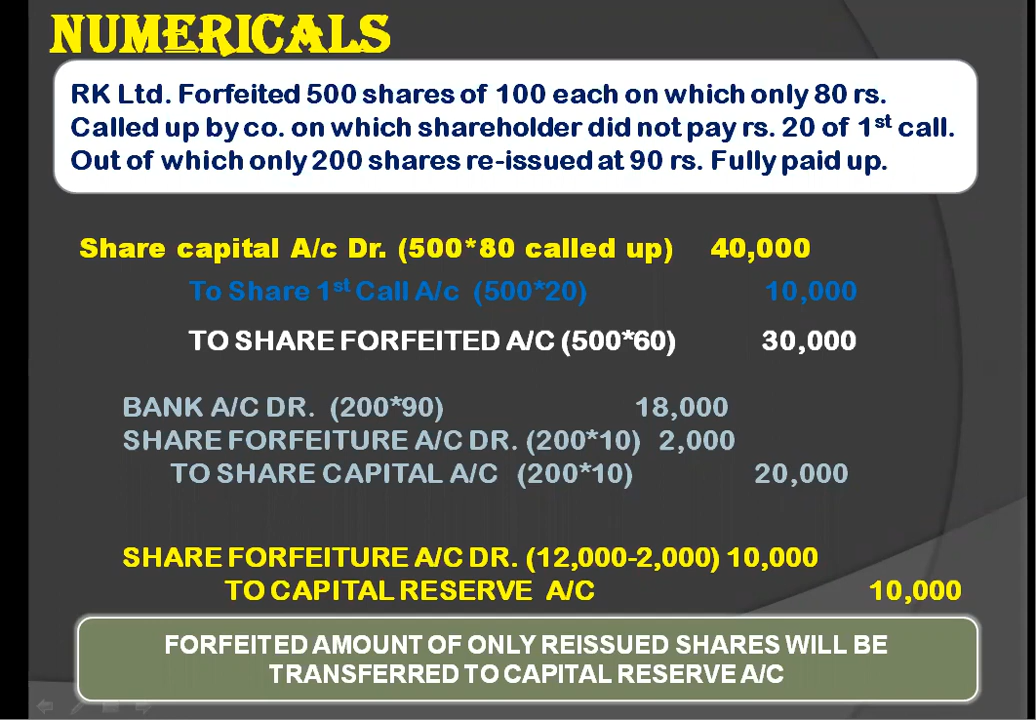 NUMERICALS
RK Ltd. Forfeited 500 shares of 100 each on which only 80 rs.
Called up by co. on which shareholder did not pay rs. 20 of 1st call.
Out of which only 200 shares re-issued at 90 rs. Fully paid up.
Share capital A/c Dr. (500*80 called up) 40,000
To Share 1st Call A/c (500*20) 10,000
TO SHARE FORFEITED A/C (500*60) 30,000
BANK A/C DR. (200*90) 18,000
SHARE FORFEITURE A/C DR. (200*10) 2,000
TO SHARE CAPITAL A/C (200*10) 20,000
SHARE FORFEITURE A/C DR. (12,000-2,000) 10,000
TO CAPITAL RESERVE A/C 10,000
FORFEITED AMOUNT OF ONLY REISSUED SHARES WILL BE
TRANSFERRED TO CAPITAL RESERVE A/C